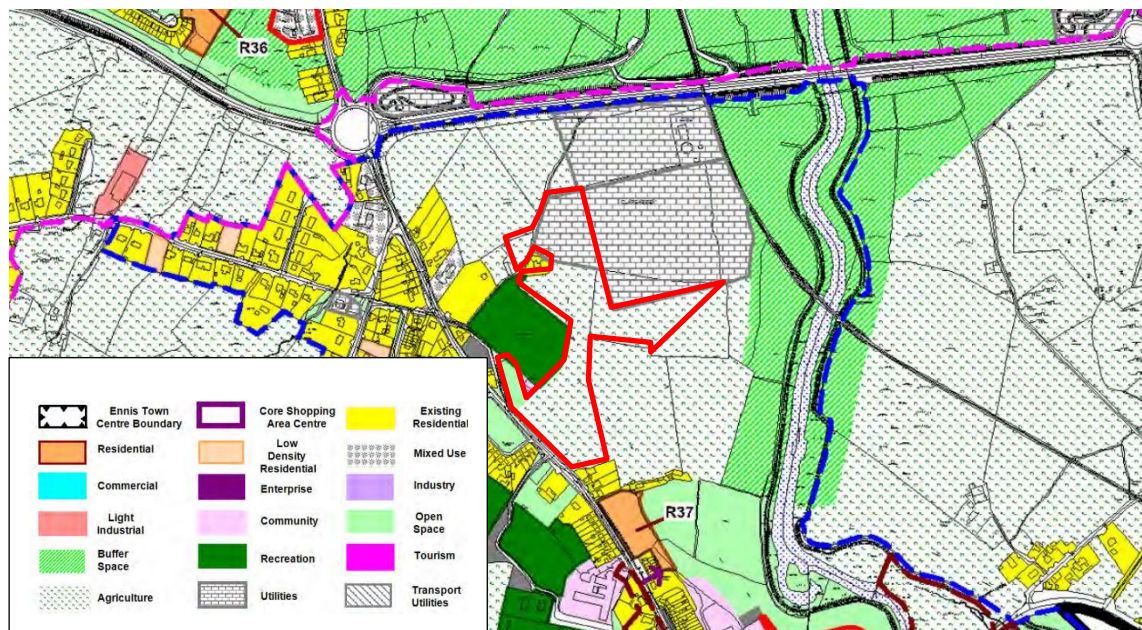 R36
R37
Ennis Town
Centre Boundary
Core Shopping
Area Centre
Existing
Residential
Residential
Low
Density
Residential
Mixed Use
Commercial
Enterprise
Industry
Light
Industrial
Community
Open
Space
Buffer
Space
Recreation
Tourism
Agriculture
Utilities
Transport
Utilities